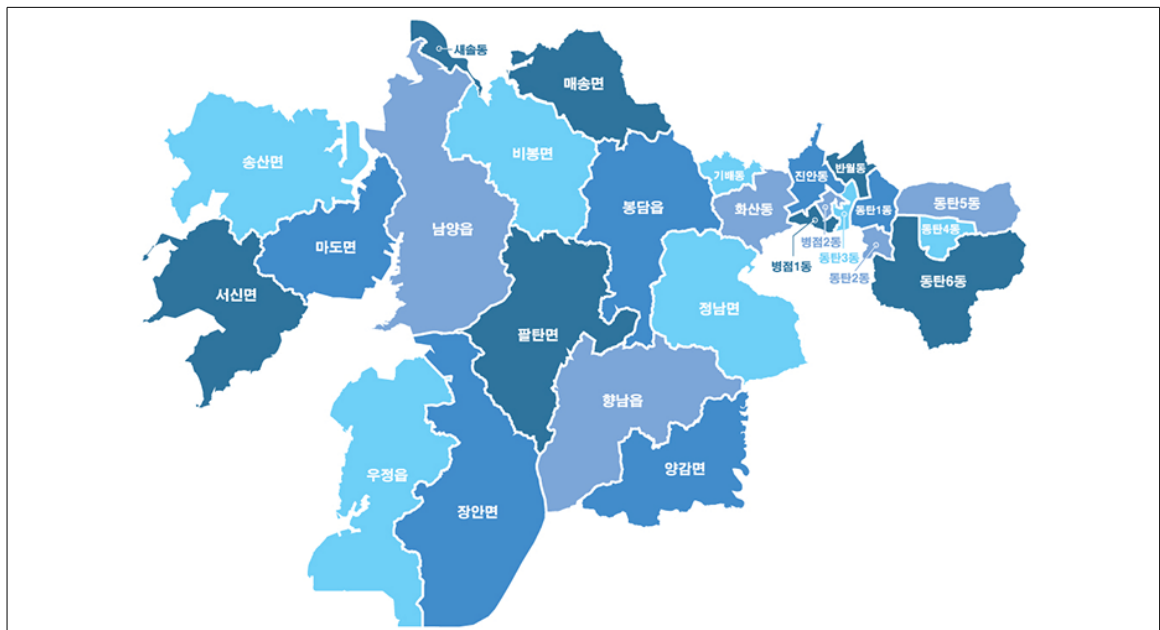 새솔동
매송면
비봉면
송산면
기배동
진안동
반월동
봉담읍
화산동
동탄1동
동탄5동
남양읍
마도면
병점2동
동탄4동
병점1동
동탄3동
동탄2동
동탄6동
서신면
정남면
팔탄면
향남읍
양감면
우정읍
장안면